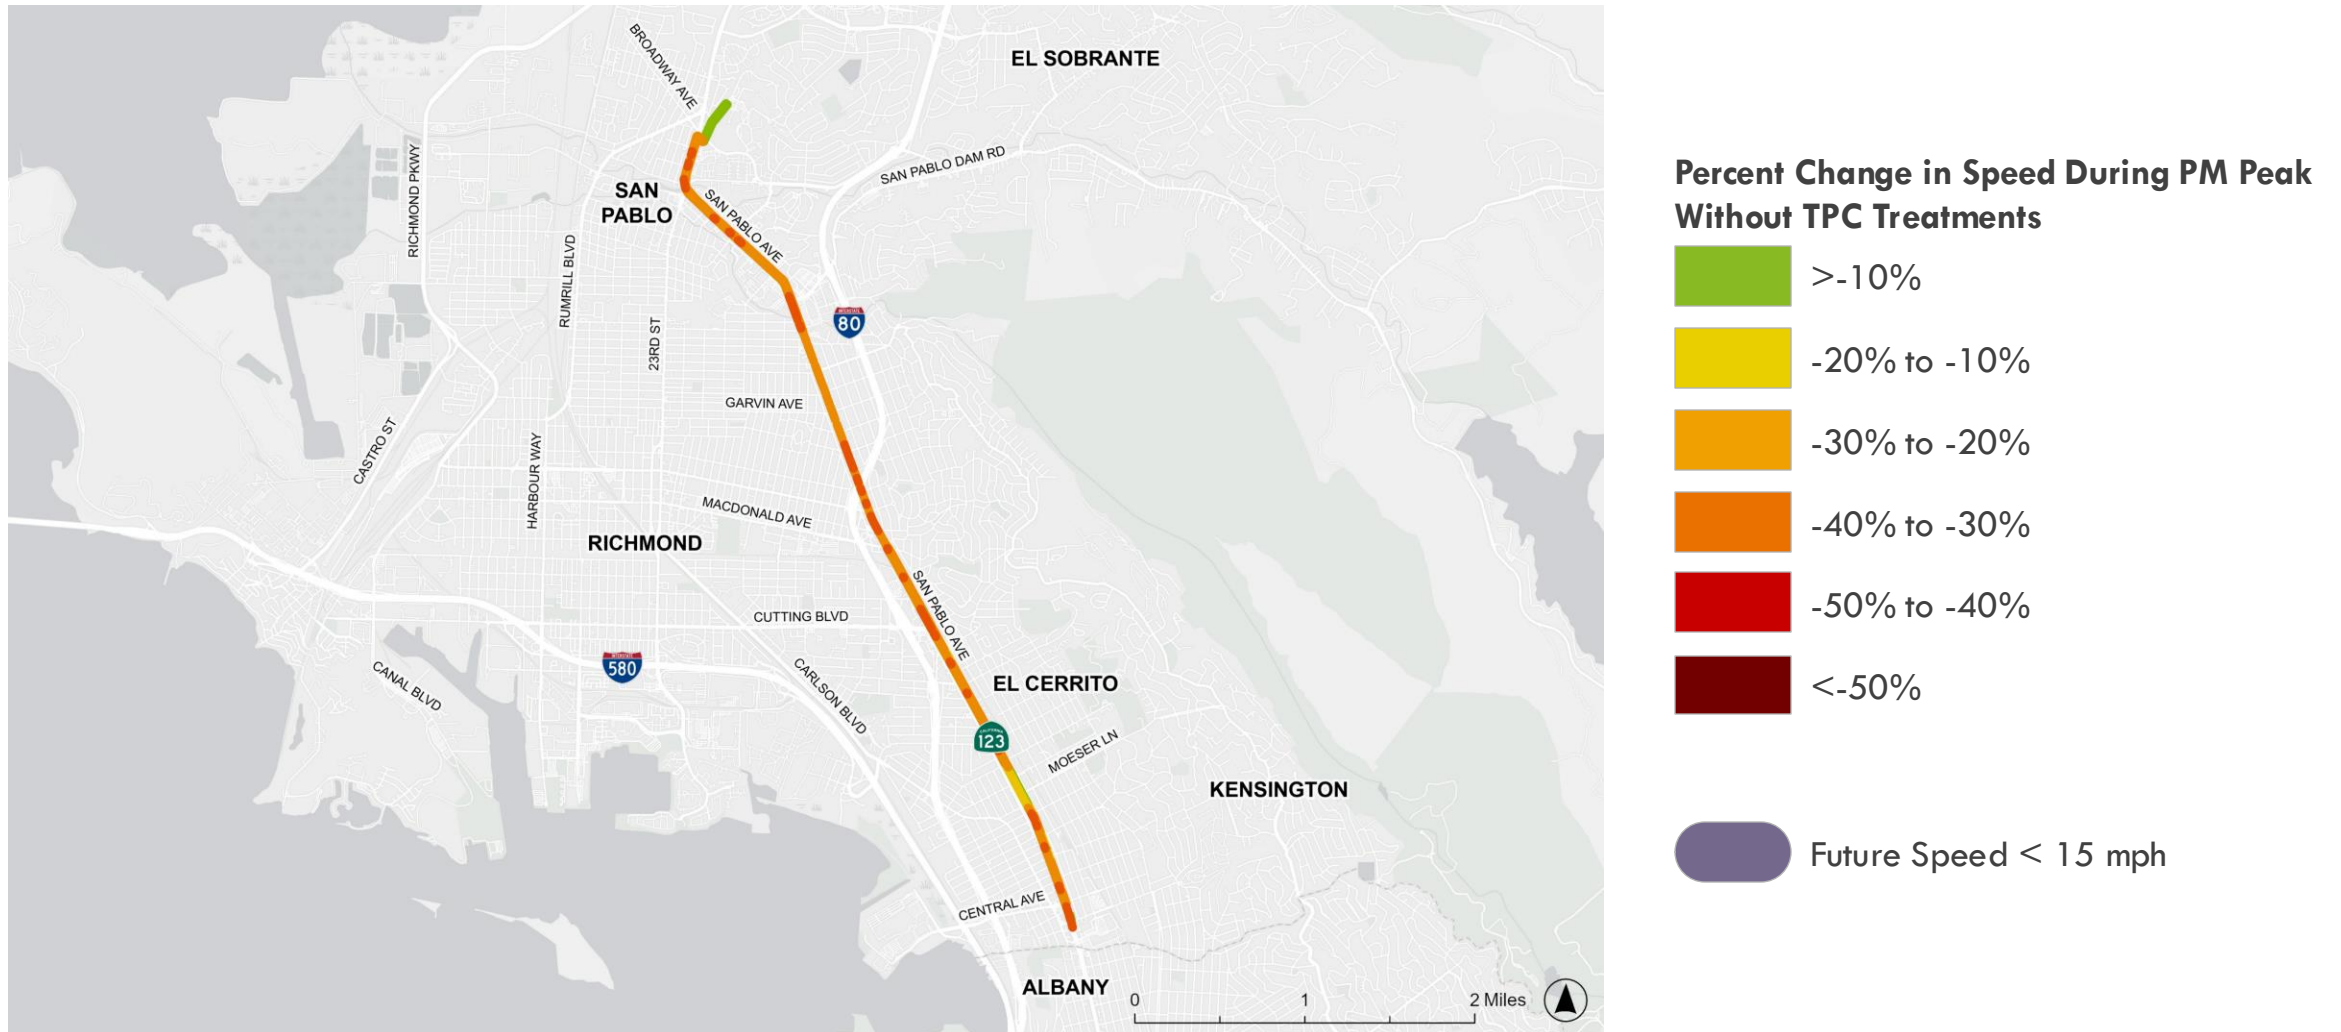 BROADWAY AVE
EL SOBRANTE
RICHMOND PKWY
SAN PABLO DAM RD
SAN
PABLO
SAN PABLO AVE
RUMRILL BLVD
INTERSTATE
80
23RD ST
GARVIN AVE
CASTRO ST
HARBOUR WAY
MACDONALD AVE
RICHMOND
SAN PABLO AVE
CUTTING BLVD
INTERSTATE
580
CANAL BLVD
CARLSON BLVD
EL CERRITO
CALIFORNIA
123
MOESER LN
KENSINGTON
CENTRAL AVE
ALBANY
0 1 2 Miles
Percent Change in Speed During PM Peak
Without TPC Treatments
>-10%
-20% to -10%
-30% to -20%
-40% to -30%
-50% to -40%
<-50%
Future Speed < 15 mph